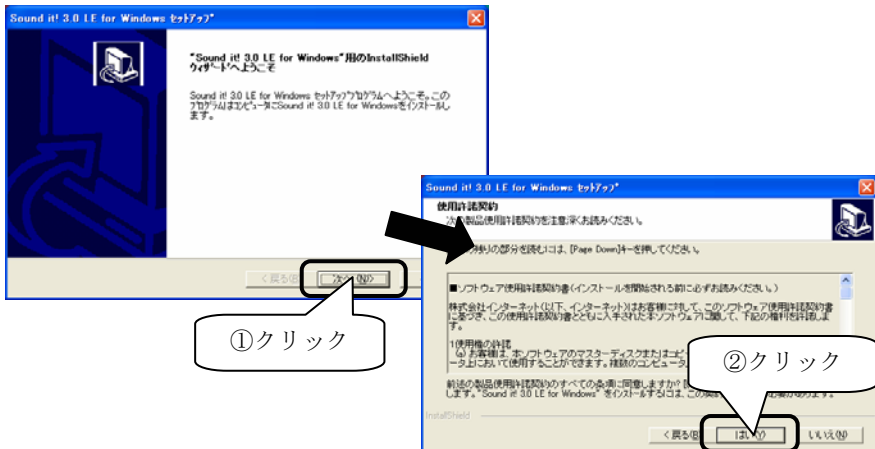 Sound it! 3.0 LE for Windows セットアップ
"Sound it! 3.0 LE for Windows"用のInstallShield
ウィザードへようこそ
Sound it! 3.0 LE for Windows セットアッププログラムへようこそ。この
プログラムはコンピュータにSound it! 3.0 LE for Windowsをインストールし
ます。
< 戻る(B)
次へ(N)>
①クリック
Sound it! 3.0 LE for Windows セットアップ
使用許諾契約
次の製品使用許諾契約を注意深くお読みください。
残りの部分を読むには、[Page Down]キーを押してください。
■ソフトウェア使用許諾契約書(インストールを開始される前に必ずお読みください。)
株式会社インターネット(以下、インターネット)はお客様に対して、このソフトウェア使用許諾契約書
に基づき、この使用許諾契約書とともに入手された本ソフトウェアに関して、下記の権利を許諾しま
す。
1使用権の許諾
(a) お客様は、本ソフトウェアのマスターディスクまたはコピー
ータ上において使用することができます。複数のコンピュータ
②クリック
前述の製品使用許諾契約のすべての条項に同意しますか?
します。"Sound it! 3.0 LE for Windows" をインストールするには、この
必要があります。
InstallShield
< 戻る(B)
はい(Y)
いいえ(N)